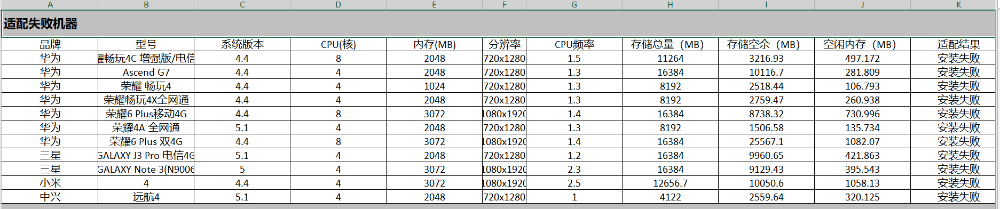 A B C D E F G H I J K
适配失败机器
品牌 型号 系统版本 CPU(核) 内存(MB) 分辨率 CPU频率 存储总量（MB） 存储空余（MB） 空闲内存（MB） 适配结果
华为 畅玩4C 增强版/电信 4.4 8 2048 720x1280 1.5 11264 3216.93 497.172 安装失败
华为 Ascend G7 4.4 4 2048 720x1280 1.3 16384 10116.7 281.809 安装失败
华为 荣耀 畅玩4 4.4 4 1024 720x1280 1.3 8192 2518.44 106.793 安装失败
华为 荣耀畅玩4X全网通 4.4 4 2048 720x1280 1.3 8192 2759.47 260.938 安装失败
华为 荣耀6 Plus移动4G 4.4 8 3072 1080x1920 1.4 16384 8738.32 730.996 安装失败
华为 荣耀4A 全网通 5.1 4 2048 720x1280 1.3 8192 1506.58 135.734 安装失败
华为 荣耀6 Plus 双4G 4.4 8 3072 1080x1920 1.4 16384 25567.1 1082.07 安装失败
三星 GALAXY J3 Pro 电信4G 5.1 4 2048 720x1280 1.2 16384 9960.65 421.863 安装失败
三星 GALAXY Note 3(N9006 5 4 3072 1080x1920 2.3 16384 9129.43 395.543 安装失败
小米 4 4.4 4 3072 1080x1920 2.5 12656.7 10050.6 1058.13 安装失败
中兴 远航4 5.1 4 2048 720x1280 1 4122 2559.64 320.125 安装失败